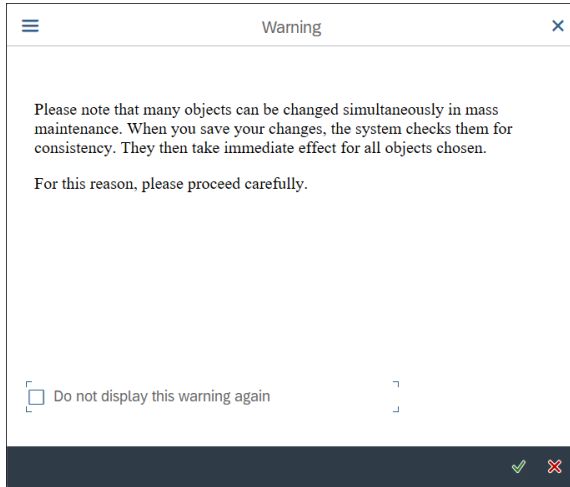 Warning
Please note that many objects can be changed simultaneously in mass
maintenance. When you save your changes, the system checks them for
consistency. They then take immediate effect for all objects chosen.
For this reason, please proceed carefully.
Do not display this warning again